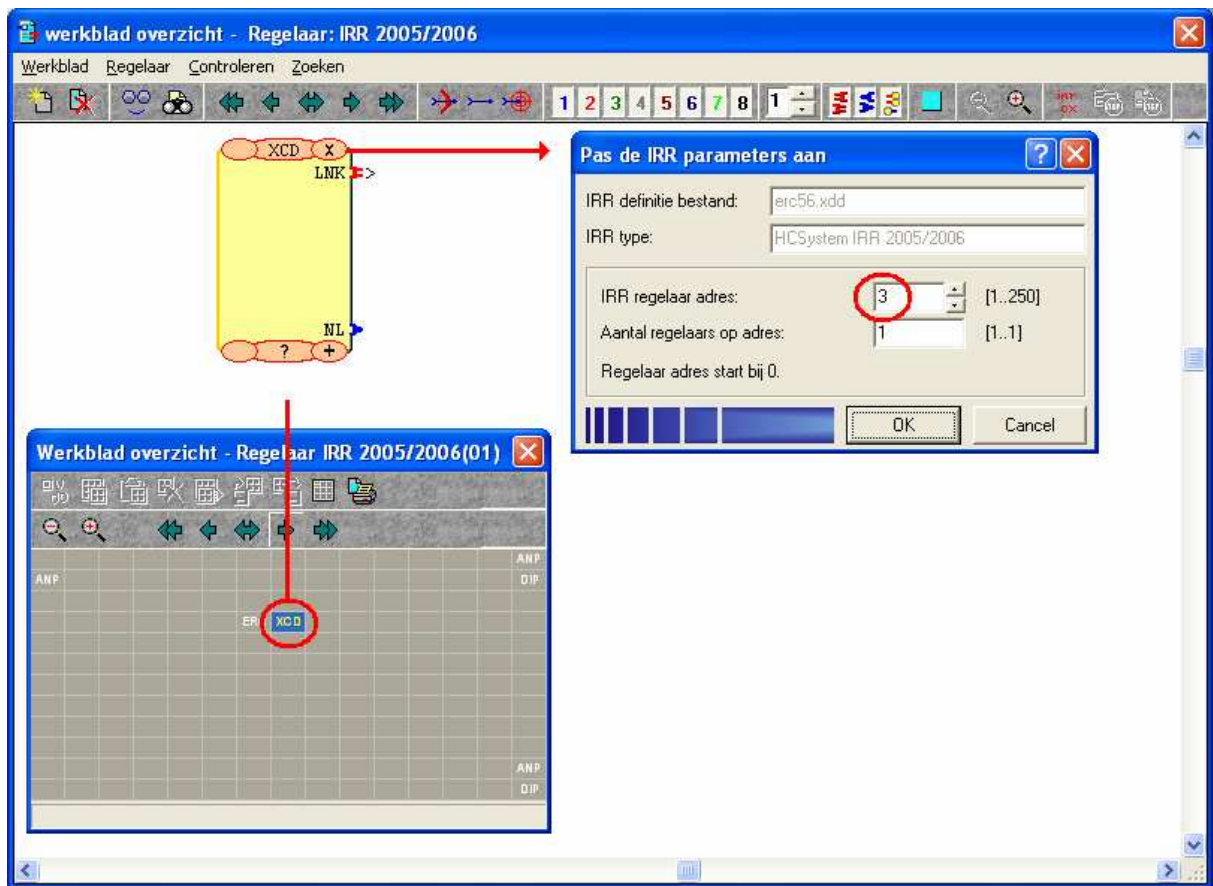 werkblad overzicht - Regelaar: IRR 2005/2006
Werkblad Regelaar Controleren Zoeken
1 2 3 4 5 6 7 8 1
XCD X
LNK >
NL
? +
Pas de IRR parameters aan
IRR definitie bestand: erc56.xdd
IRR type: HCSystem IRR 2005/2006
IRR regelaar adres: 3 [1..250]
Aantal regelaars op adres: 1 [1..1]
Regelaar adres start bij 0.
OK Cancel
Werkblad overzicht - Regelaar IRR 2005/2006(01)
ANP
ANP DIP
XCD
ANP
DIP